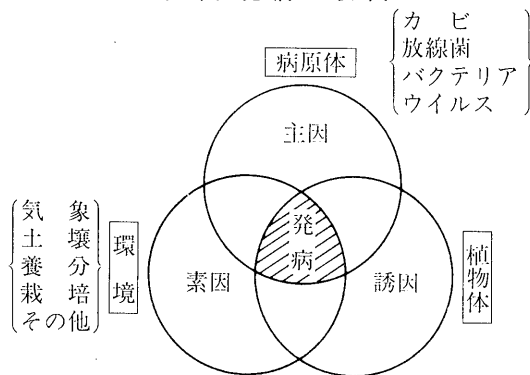 カビ
放線菌
バクテリア
ウイルス
病原体
主因
気象
土壌
養分
栽培
その他
環境
発病
素因
誘因
植物体